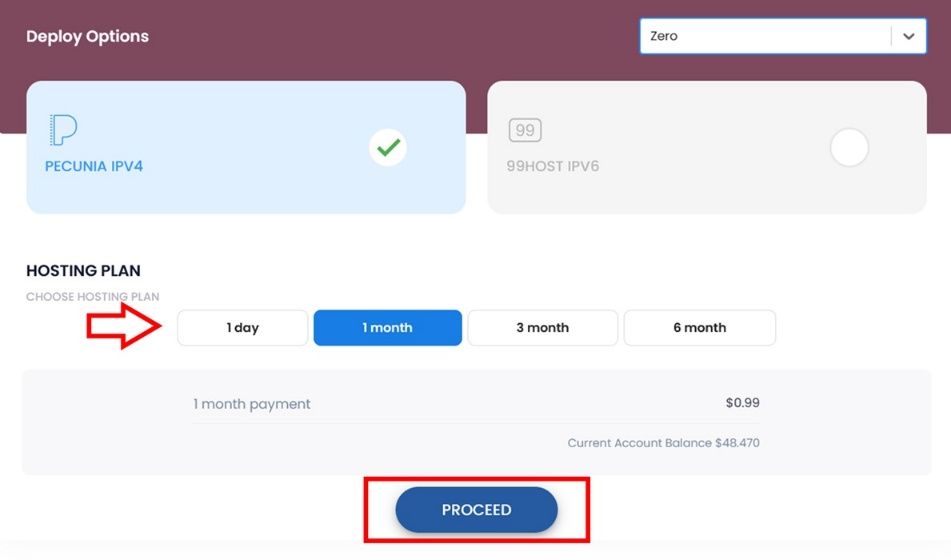 Deploy Options
Zero
99
PECUNIA IPV4
99HOST IPV6
HOSTING PLAN
CHOOSE HOSTING PLAN
1 day
1 month
3 month
6 month
1 month payment
$0.99
Current Account Balance $48.470
PROCEED